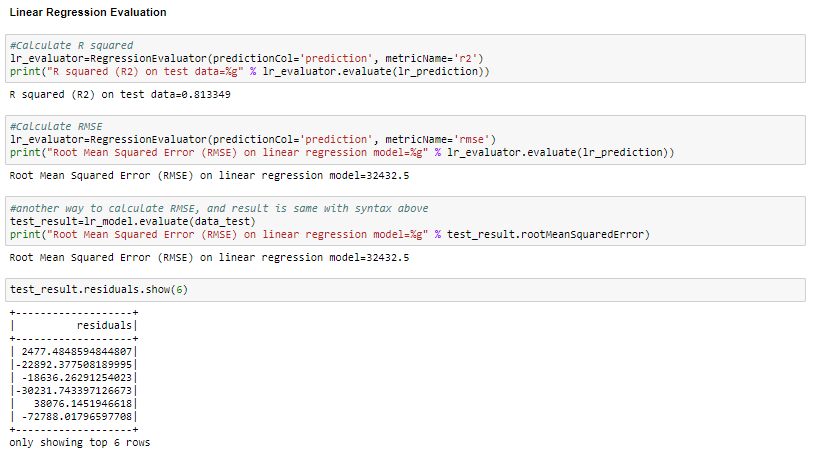 Linear Regression Evaluation
#Calculate R squared
lr_evaluator=RegressionEvaluator(predictionCol='prediction', metricName='r2')
print("R squared (R2) on test data=%g" % lr_evaluator.evaluate(lr_prediction))
R squared (R2) on test data=0.813349
#Calculate RMSE
lr_evaluator=RegressionEvaluator(predictionCol='prediction', metricName='rmse')
print("Root Mean Squared Error (RMSE) on linear regression model=%g" % lr_evaluator.evaluate(lr_prediction))
Root Mean Squared Error (RMSE) on linear regression model=32432.5
#another way to calculate RMSE, and result is same with syntax above
test_result=lr_model.evaluate(data_test)
print("Root Mean Squared Error (RMSE) on linear regression model=%g" % test_result.rootMeanSquaredError)
Root Mean Squared Error (RMSE) on linear regression model=32432.5
test_result.residuals.show(6)
+-------------------+
|          residuals|
+-------------------+
| 2477.4848594844807|
|-22892.377508189995|
| -18636.26291254023|
|-30231.743397126673|
|   38076.1451946618|
| -72788.01796597708|
+-------------------+
only showing top 6 rows